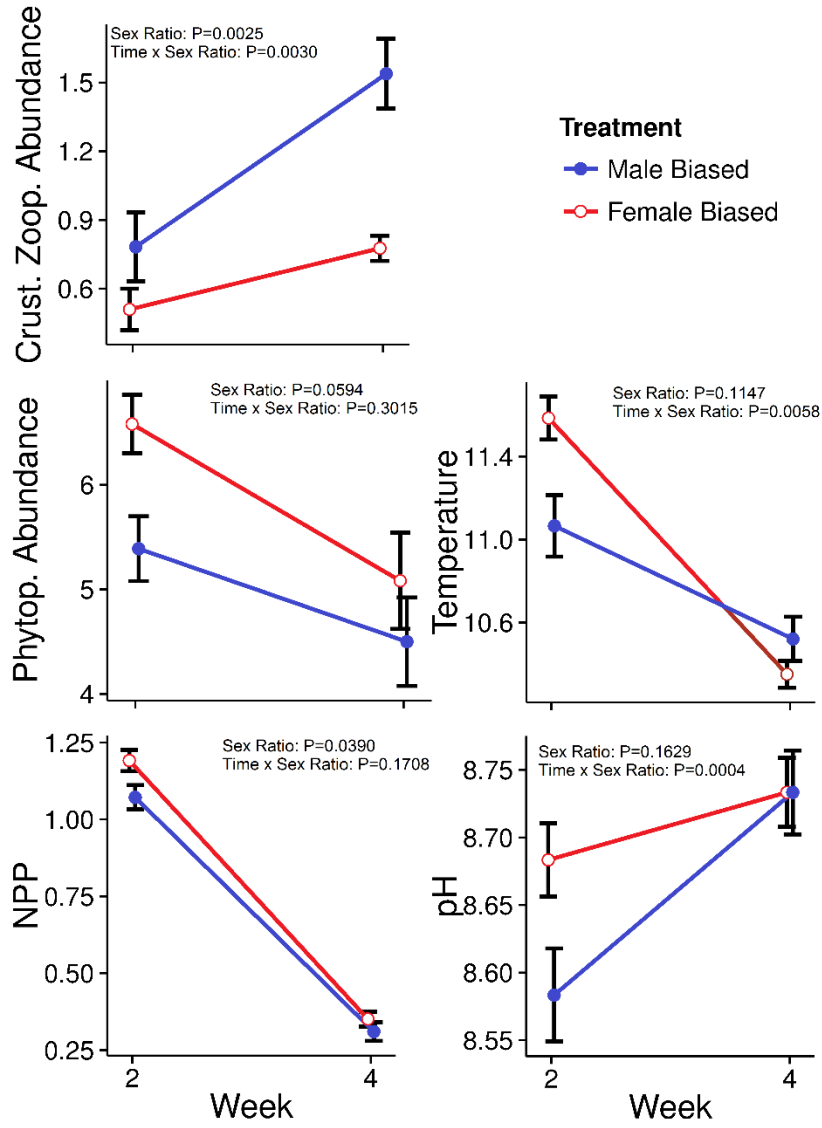 Sex Ratio: P=0.0025
Time x Sex Ratio: P=0.0030
Crust. Zoop. Abundance
1.5
1.2
0.9
0.6
Treatment
Male Biased
Female Biased
Sex Ratio: P=0.0594
Time x Sex Ratio: P=0.3015
Phytop. Abundance
6
5
4
Sex Ratio: P=0.1147
Time x Sex Ratio: P=0.0058
Temperature
11.4
11.0
10.6
Sex Ratio: P=0.0390
Time x Sex Ratio: P=0.1708
NPP
1.25
1.00
0.75
0.50
0.25
2
4
Week
Sex Ratio: P=0.1629
Time x Sex Ratio: P=0.0004
pH
8.75
8.70
8.65
8.60
8.55
2
4
Week